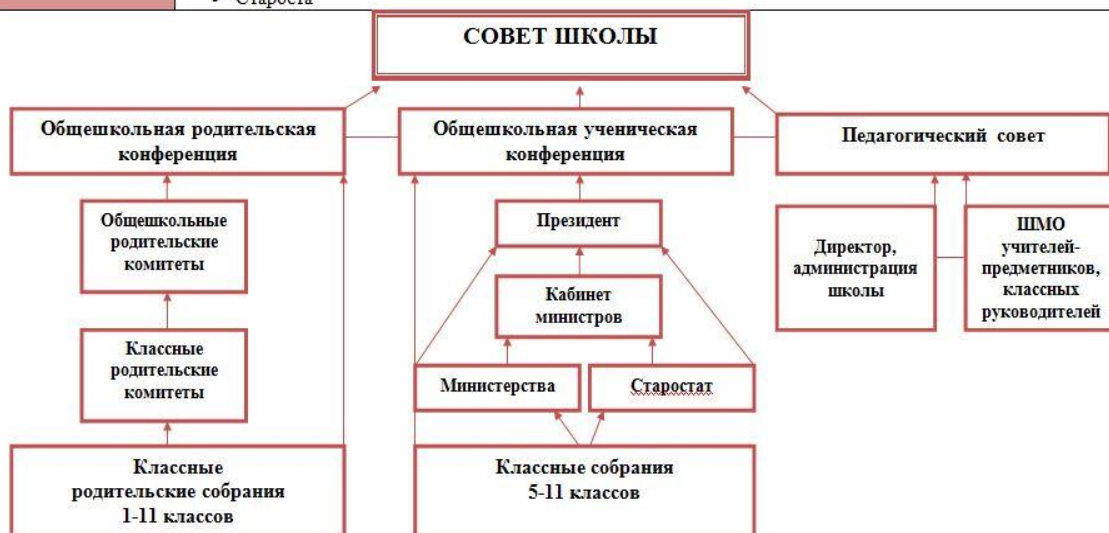 • Староста
СОВЕТ ШКОЛЫ
Общешкольная родительская
конференция
Общешкольная ученическая
конференция
Педагогический совет
Общешкольные
родительские
комитеты
Президент
Директор,
администрация
школы
ШМО
учителей-
предметников,
классных
руководителей
Кабинет
министров
Классные
родительские
комитеты
Министерства
Старостат
Классные
родительские собрания
1-11 классов
Классные собрания
5-11 классов